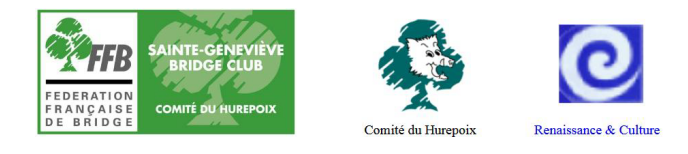 FFB
FEDERATION
FRANÇAISE
DE BRIDGE
SAINTE-GENEVIÈVE
BRIDGE CLUB
COMITÉ DU HUREPOIX
Comité du Hurepoix
Renaissance & Culture